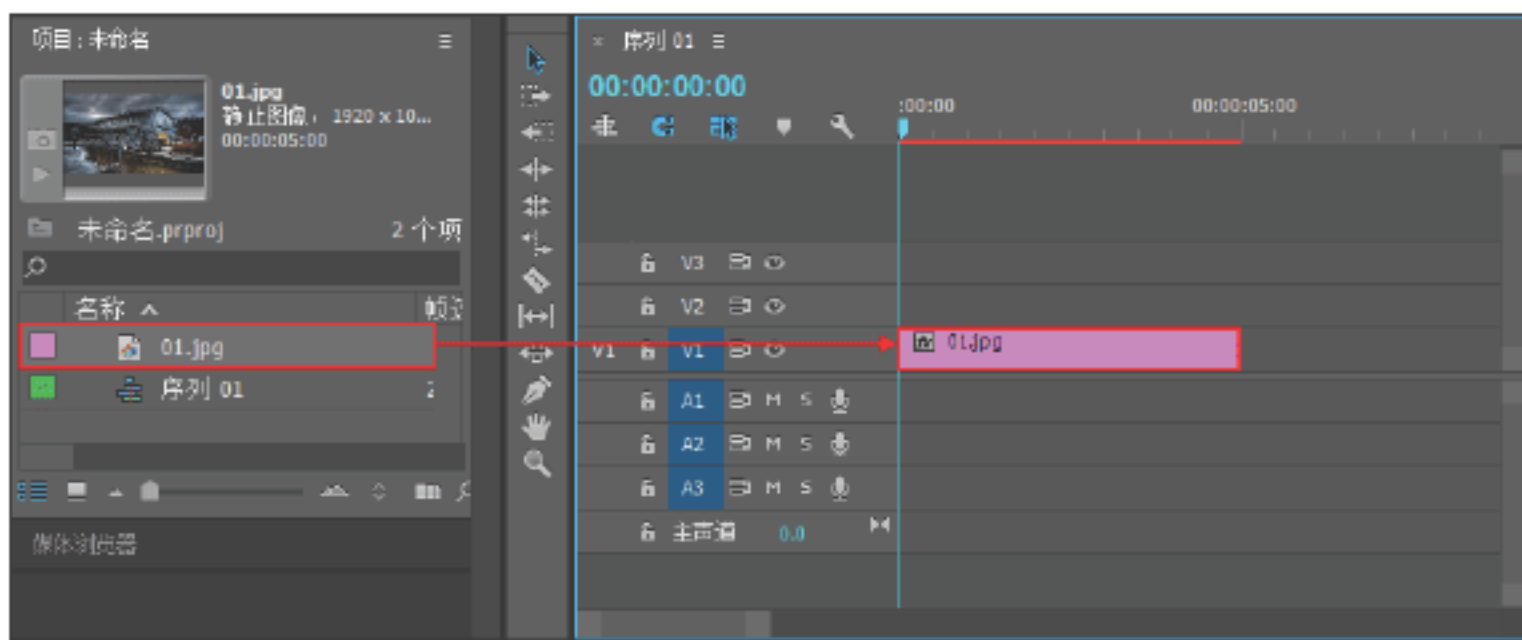 项目:未命名
01.jpg
静止图像, 1920 x 10...
00:00:05:00
未命名.prproj 2 个项
名称
01.jpg
序列 01 2
媒体浏览器
× 序列 01
00:00:00:00
:00:00 00:00:05:00
V3
V2
V1 V1 fx 01.jpg
A1 M S
A2 M S
A3 M S
主声道 0.0